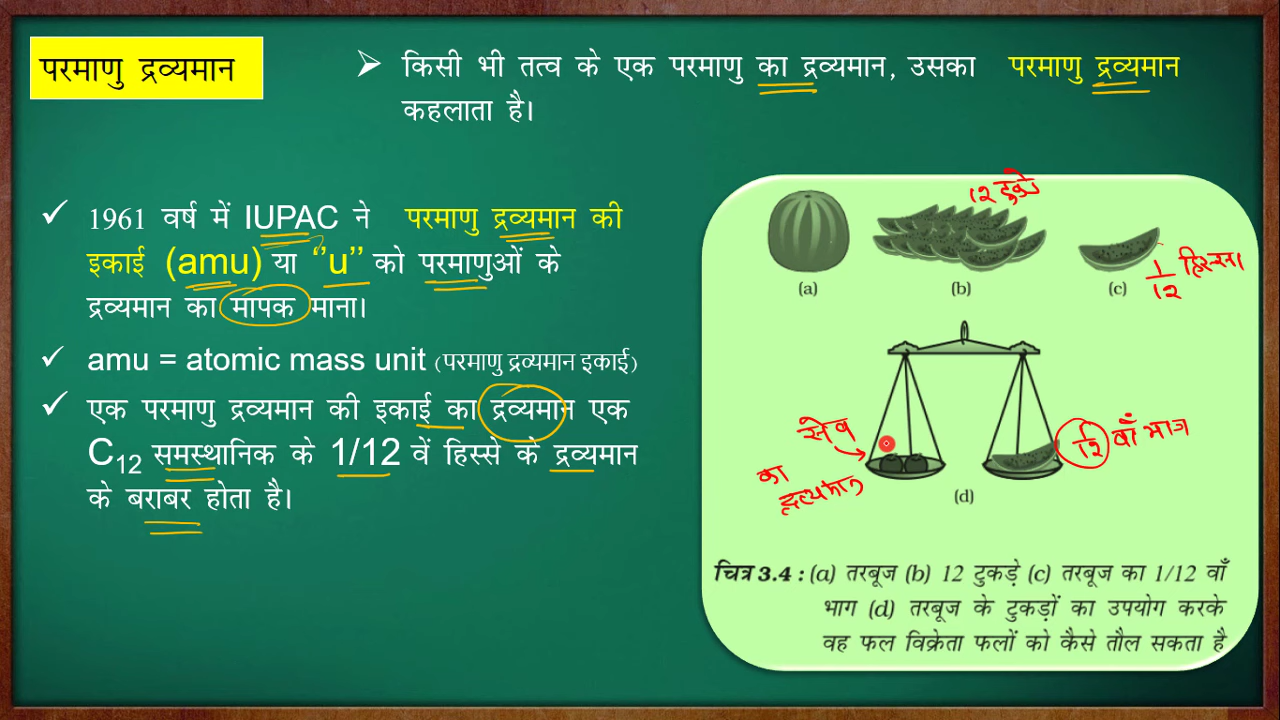 परमाणु द्रव्यमान
➢ किसी भी तत्व के एक परमाणु का द्रव्यमान, उसका परमाणु द्रव्यमान
कहलाता है।
✓ 1961 वर्ष में IUPAC ने परमाणु द्रव्यमान की
इकाई (amu) या "u" को परमाणुओं के
द्रव्यमान का मापक माना।
✓ amu = atomic mass unit (परमाणु द्रव्यमान इकाई)
✓ एक परमाणु द्रव्यमान की इकाई का द्रव्यमान एक
C₁₂ समस्थानिक के 1/12 वें हिस्से के द्रव्यमान
के बराबर होता है।
१२ टुकड़े
1/१२ हिस्सा
(a)
(b)
(c)
सेव
का
द्रव्यमान
1/१२ वाँ भाग
(d)
चित्र 3.4 : (a) तरबूज (b) 12 टुकड़े (c) तरबूज का 1/12 वाँ
भाग (d) तरबूज के टुकड़ों का उपयोग करके
वह फल विक्रेता फलों को कैसे तौल सकता है